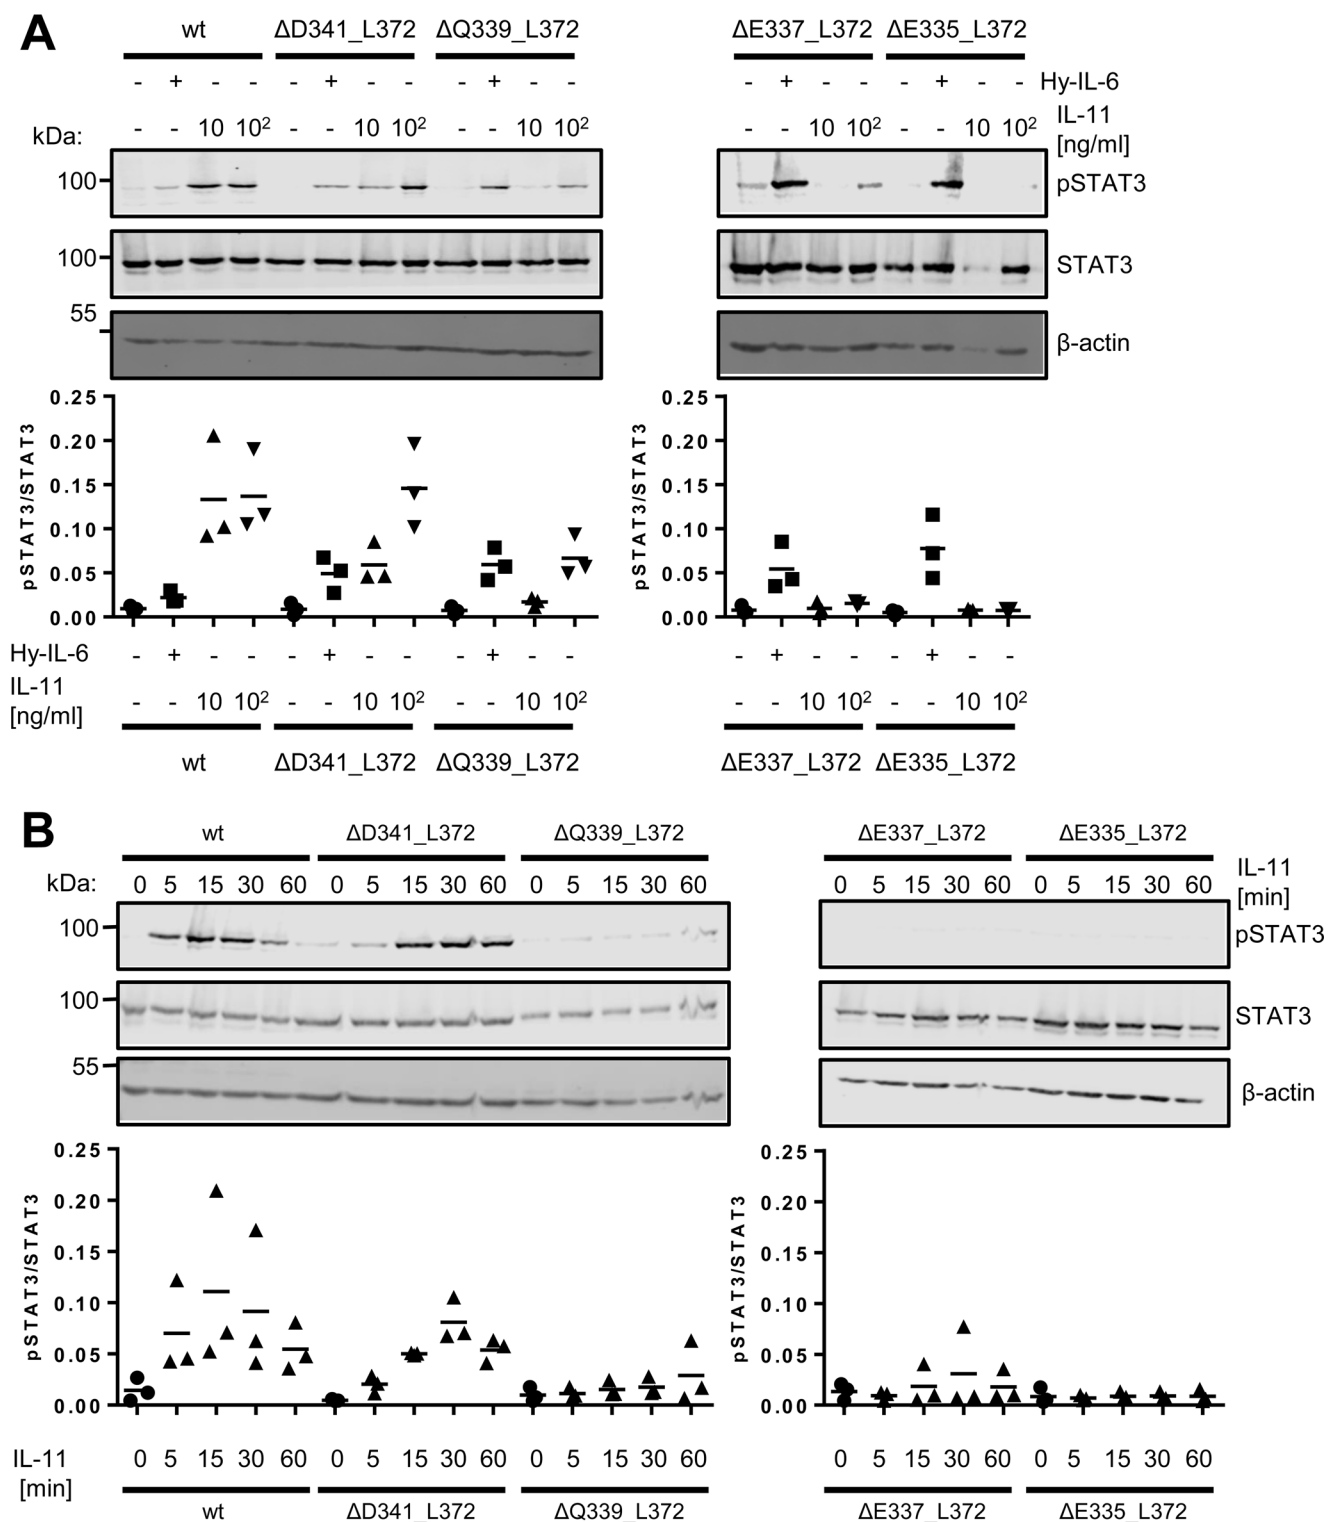 A
wt ΔD341_L372 ΔQ339_L372 ΔE337_L372 ΔE335_L372
- + - - - + - - - + - - - + - - - + - - Hy-IL-6
kDa: - - 10 10² - - 10 10² - - 10 10² - - 10 10² - - 10 10² IL-11
[ng/ml]
100 pSTAT3
100 STAT3
55 β-actin
pSTAT3/STAT3
0.25
0.20
0.15
0.10
0.05
0.00
pSTAT3/STAT3
0.25
0.20
0.15
0.10
0.05
0.00
Hy-IL-6 - + - - - + - - - + - - - + - - - + - -
IL-11
[ng/ml] - - 10 10² - - 10 10² - - 10 10² - - 10 10² - - 10 10²
wt ΔD341_L372 ΔQ339_L372 ΔE337_L372 ΔE335_L372
B
wt ΔD341_L372 ΔQ339_L372 ΔE337_L372 ΔE335_L372
kDa: 0 5 15 30 60 0 5 15 30 60 0 5 15 30 60 0 5 15 30 60 0 5 15 30 60 IL-11
[min]
100 pSTAT3
100 STAT3
55 β-actin
pSTAT3/STAT3
0.25
0.20
0.15
0.10
0.05
0.00
pSTAT3/STAT3
0.25
0.20
0.15
0.10
0.05
0.00
IL-11
[min] 0 5 15 30 60 0 5 15 30 60 0 5 15 30 60 0 5 15 30 60 0 5 15 30 60
wt ΔD341_L372 ΔQ339_L372 ΔE337_L372 ΔE335_L372